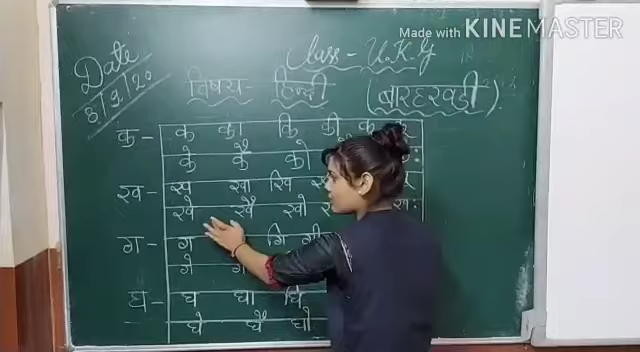 Made with KINEMASTER
Date
8/9/20
Class - U.K.G
विषय- हिन्दी (बारहखड़ी)
क- क का कि की कु कू
के कै को
ख- ख खा खि
खे खै खो खः
ग- ग गि गी
गे
घ- घ घा घि
घे घै घो